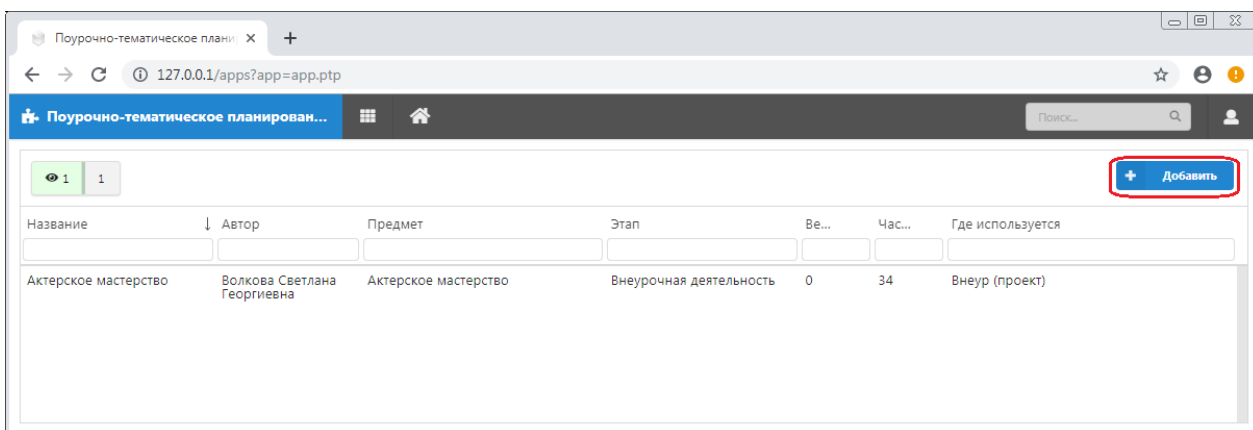 Поурочно-тематическое плани
127.0.0.1/apps?app=app.ptp
Поурочно-тематическое планирован...
Поиск...
1 1
Добавить
Название ↓ Автор Предмет Этап Ве... Час... Где используется
Актерское мастерство Волкова Светлана Актерское мастерство Внеурочная деятельность 0 34 Внеур (проект)
Георгиевна